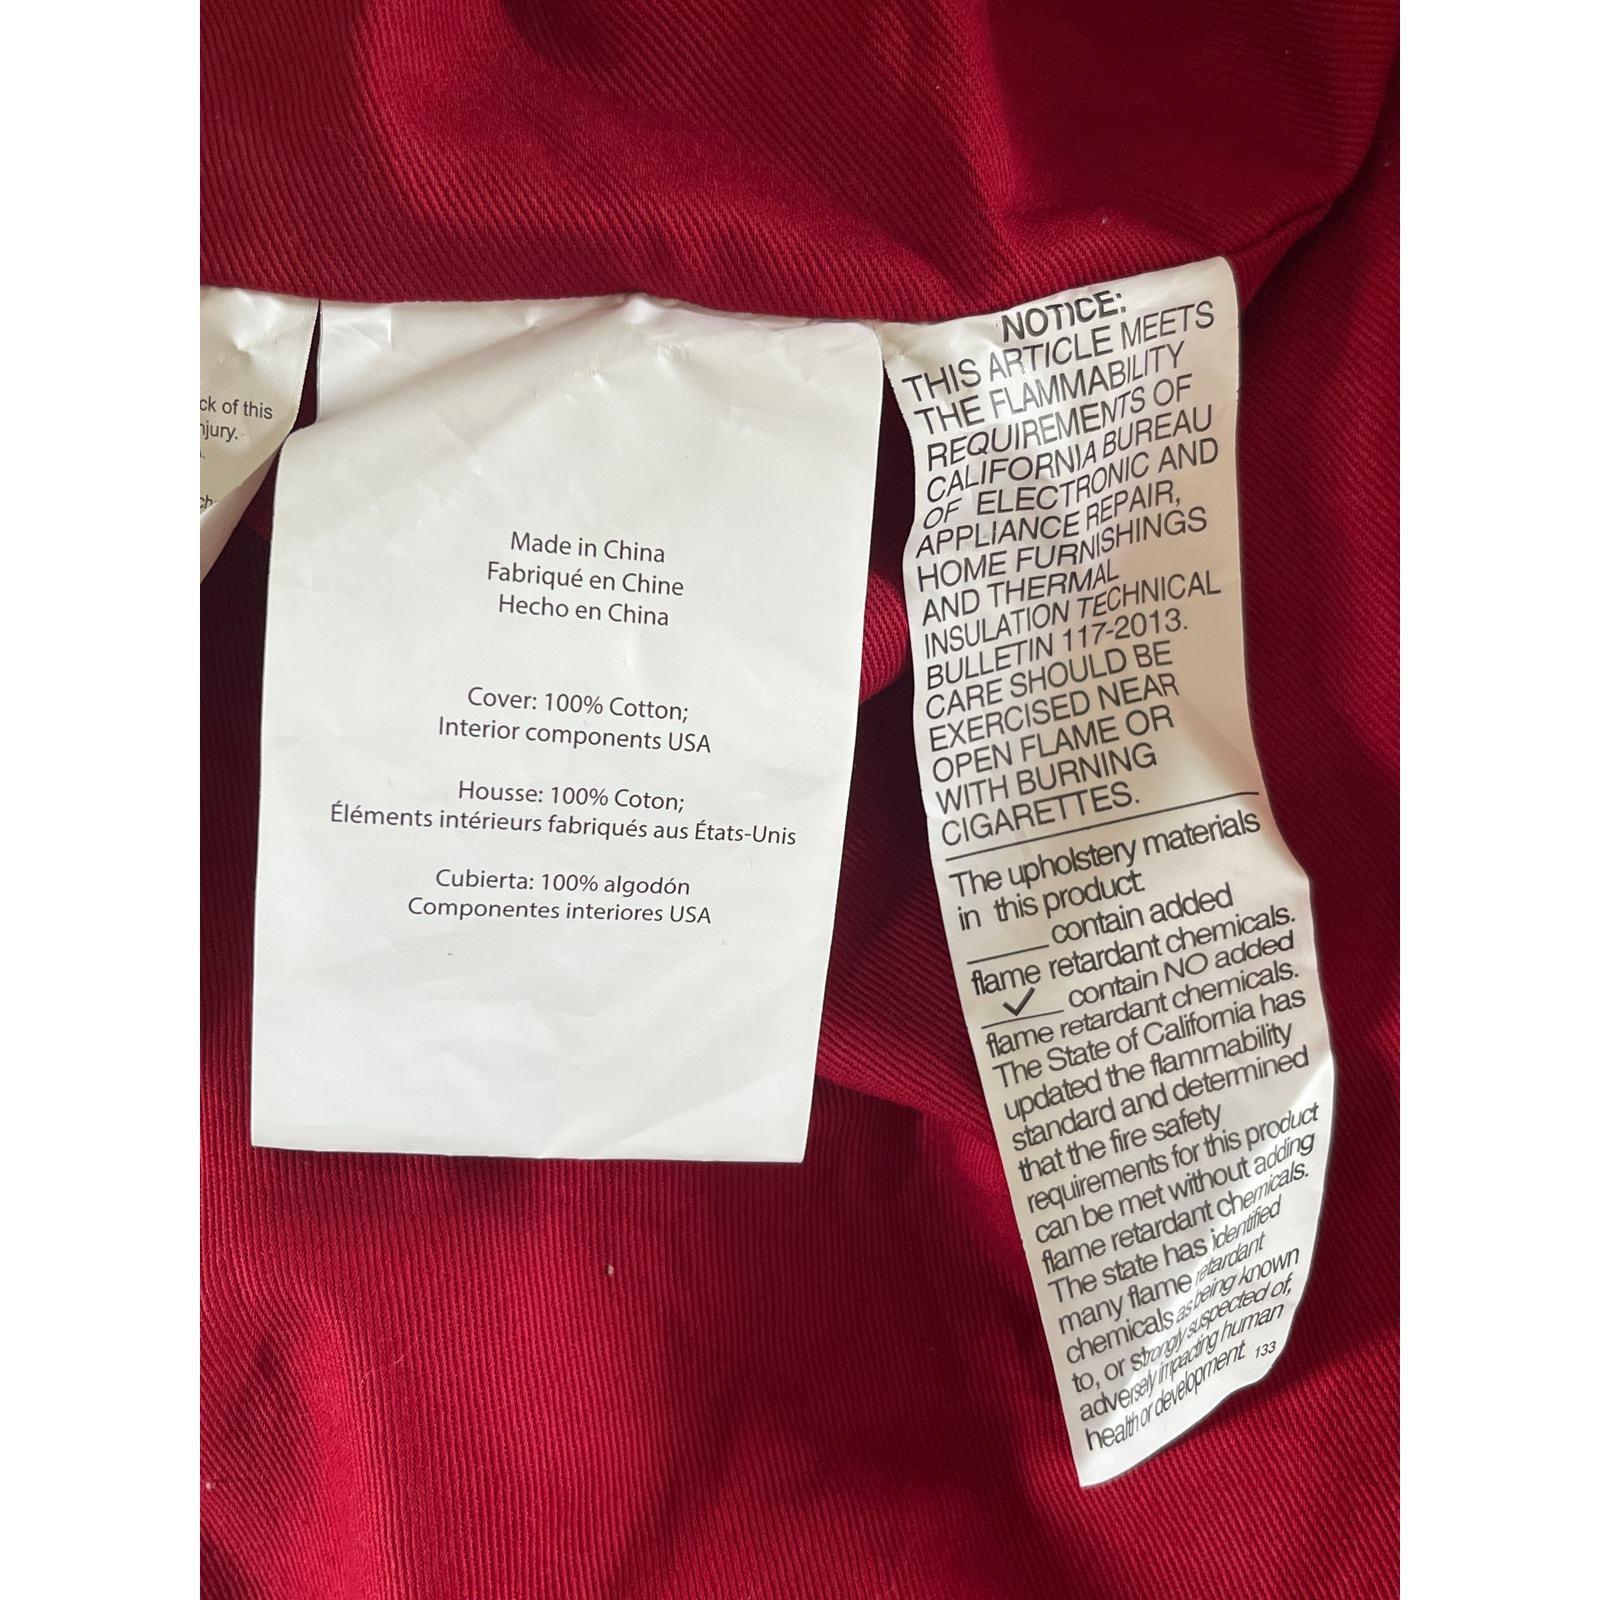 ck of this
njury.
ch
Made in China
Fabriqué en Chine
Hecho en China
Cover: 100% Cotton;
Interior components USA
Housse: 100% Coton;
Éléments intérieurs fabriqués aus États-Unis
Cubierta: 100% algodón
Componentes interiores USA
NOTICE:
THIS ARTICLE MEETS
THE FLAMMABILITY
REQUIREMENTS OF
CALIFORNIA BUREAU
OF ELECTRONIC AND
APPLIANCE REPAIR,
HOME FURNISHINGS
AND THERMAL
INSULATION TECHNICAL
BULLETIN 117-2013.
CARE SHOULD BE
EXERCISED NEAR
OPEN FLAME OR
WITH BURNING
CIGARETTES.
The upholstery materials
in this product:
____contain added
flame retardant chemicals.
✓ contain NO added
flame retardant chemicals.
The State of California has
updated the flammability
standard and determined
that the fire safety
requirements for this product
can be met without adding
flame retardant chemicals.
The state has identified
many flame retardant
chemicals as being known
to, or strongly suspected of,
adversely impacting human
health or development 133